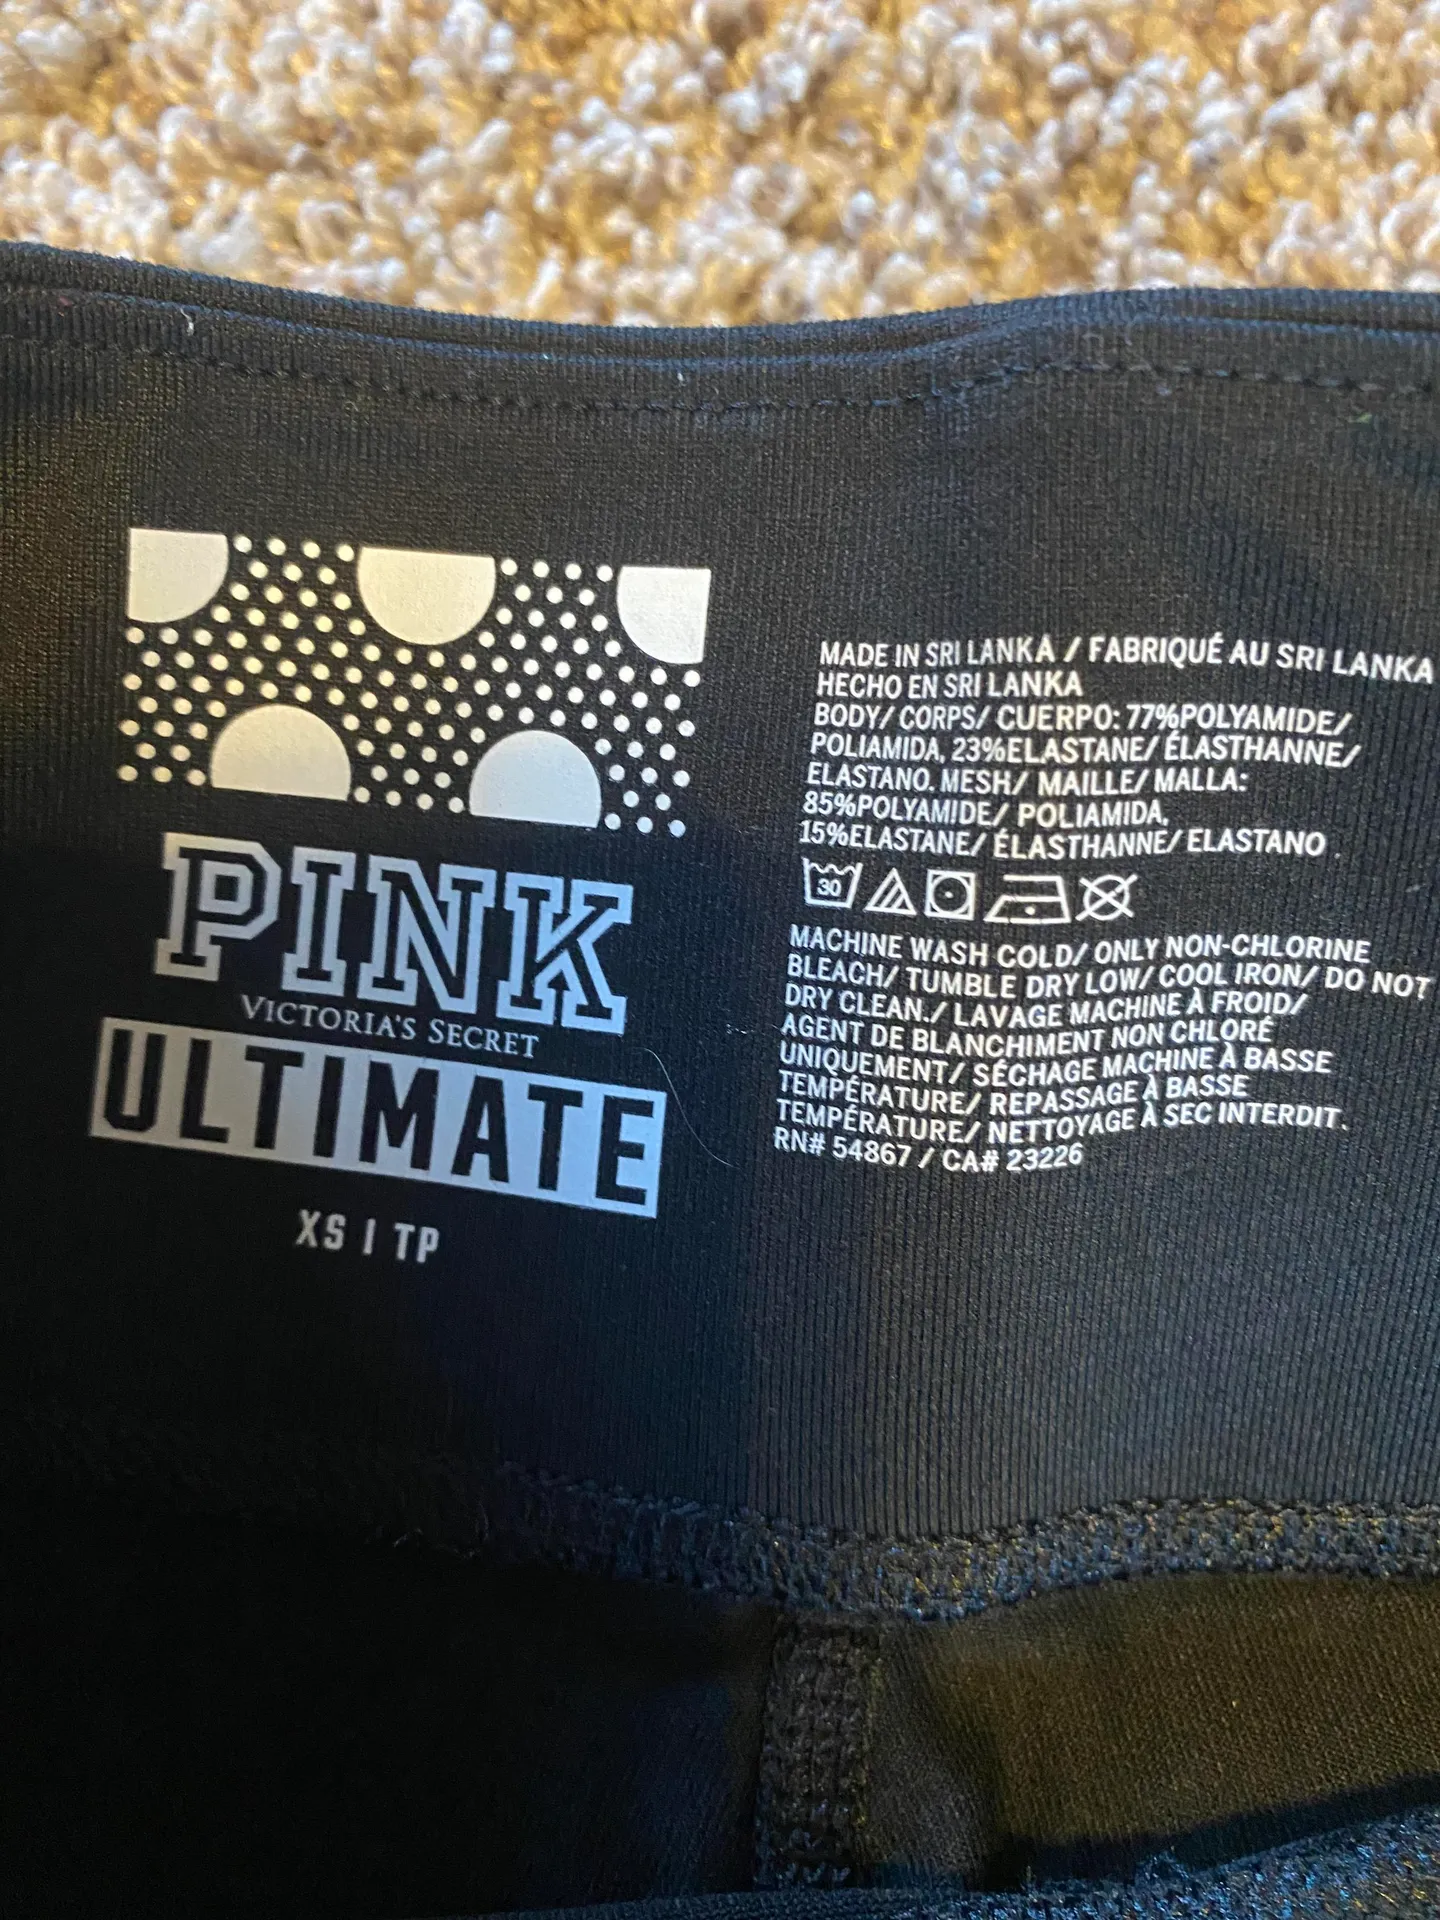 PINK
VICTORIA'S SECRET
ULTIMATE
XS | TP
MADE IN SRI LANKA / FABRIQUÉ AU SRI LANKA
HECHO EN SRI LANKA
BODY/ CORPS/ CUERPO: 77%POLYAMIDE/
POLIAMIDA, 23%ELASTANE/ ÉLASTHANNE/
ELASTANO. MESH/ MAILLE/ MALLA:
85%POLYAMIDE/ POLIAMIDA,
15%ELASTANE/ ÉLASTHANNE/ ELASTANO .
30
MACHINE WASH COLD/ ONLY NON-CHLORINE
BLEACH/ TUMBLE DRY LOW/ COOL IRON/ DO NOT
DRY CLEAN./ LAVAGE MACHINE À FROID/
AGENT DE BLANCHIMENT NON CHLORÉ
UNIQUEMENT/ SÉCHAGE MACHINE À BASSE
TEMPÉRATURE/ REPASSAGE À BASSE
TEMPÉRATURE/ NETTOYAGE À SEC INTERDIT.
RN# 54867 / CA# 23226